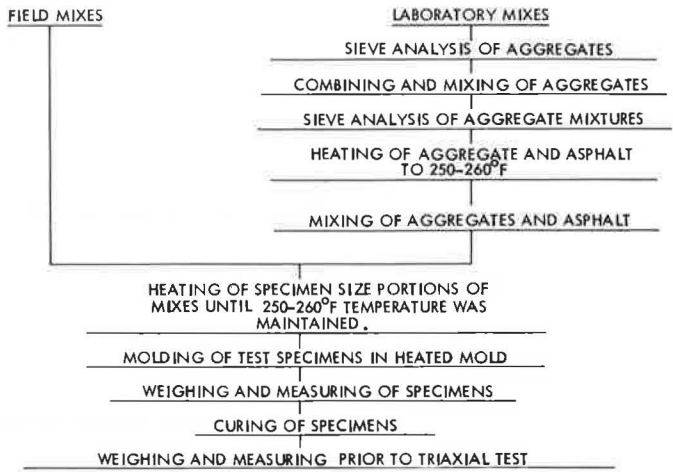 FIELD MIXES
LABORATORY MIXES
SIEVE ANALYSIS OF AGGREGATES
COMBINING AND MIXING OF AGGREGATES
SIEVE ANALYSIS OF AGGREGATE MIXTURES
HEATING OF AGGREGATE AND ASPHALT
TO 250-260°F
MIXING OF AGGREGATES AND ASPHALT
HEATING OF SPECIMEN SIZE PORTIONS OF
MIXES UNTIL 250-260°F TEMPERATURE WAS
MAINTAINED.
MOLDING OF TEST SPECIMENS IN HEATED MOLD
WEIGHING AND MEASURING OF SPECIMENS
CURING OF SPECIMENS
WEIGHING AND MEASURING PRIOR TO TRIAXIAL TEST